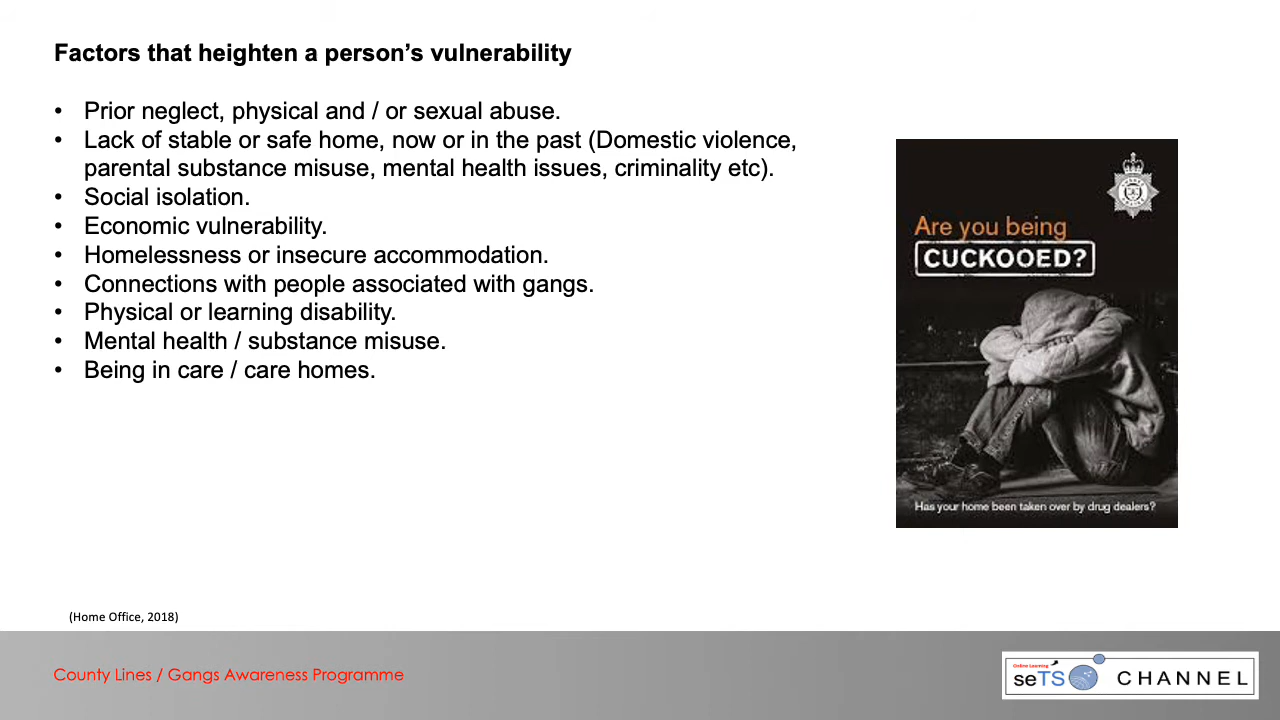 Factors that heighten a person’s vulnerability
• Prior neglect, physical and / or sexual abuse.
• Lack of stable or safe home, now or in the past (Domestic violence,
parental substance misuse, mental health issues, criminality etc).
• Social isolation.
• Economic vulnerability.
• Homelessness or insecure accommodation.
• Connections with people associated with gangs.
• Physical or learning disability.
• Mental health / substance misuse.
• Being in care / care homes.
Are you being
CUCKOOED?
Has your home been taken over by drug dealers?
(Home Office, 2018)
County Lines / Gangs Awareness Programme
Online Learning
seTS CHANNEL